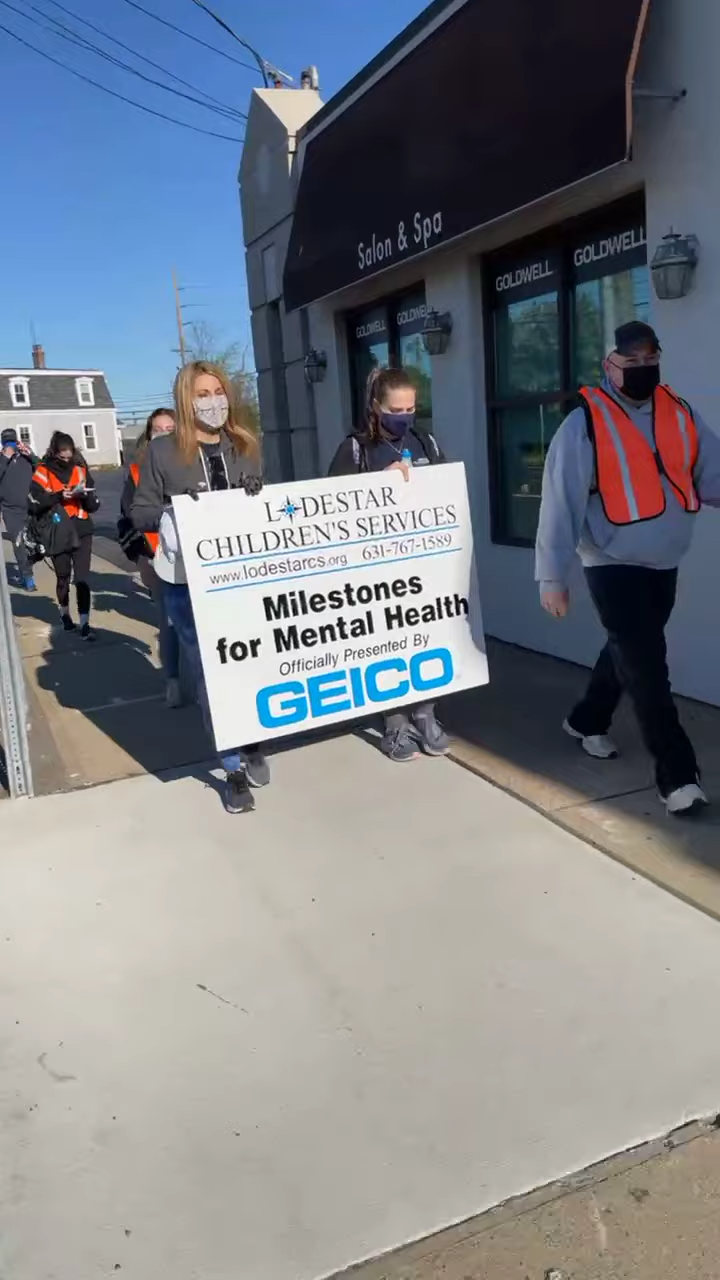 Salon & Spa
GOLDWELL
GOLDWELL
GOLDWELL
GOLDWELL
LODESTAR
CHILDREN'S SERVICES
www.lodestarcs.org 631-767-1589
Milestones
for Mental Health
Officially Presented By
GEICO